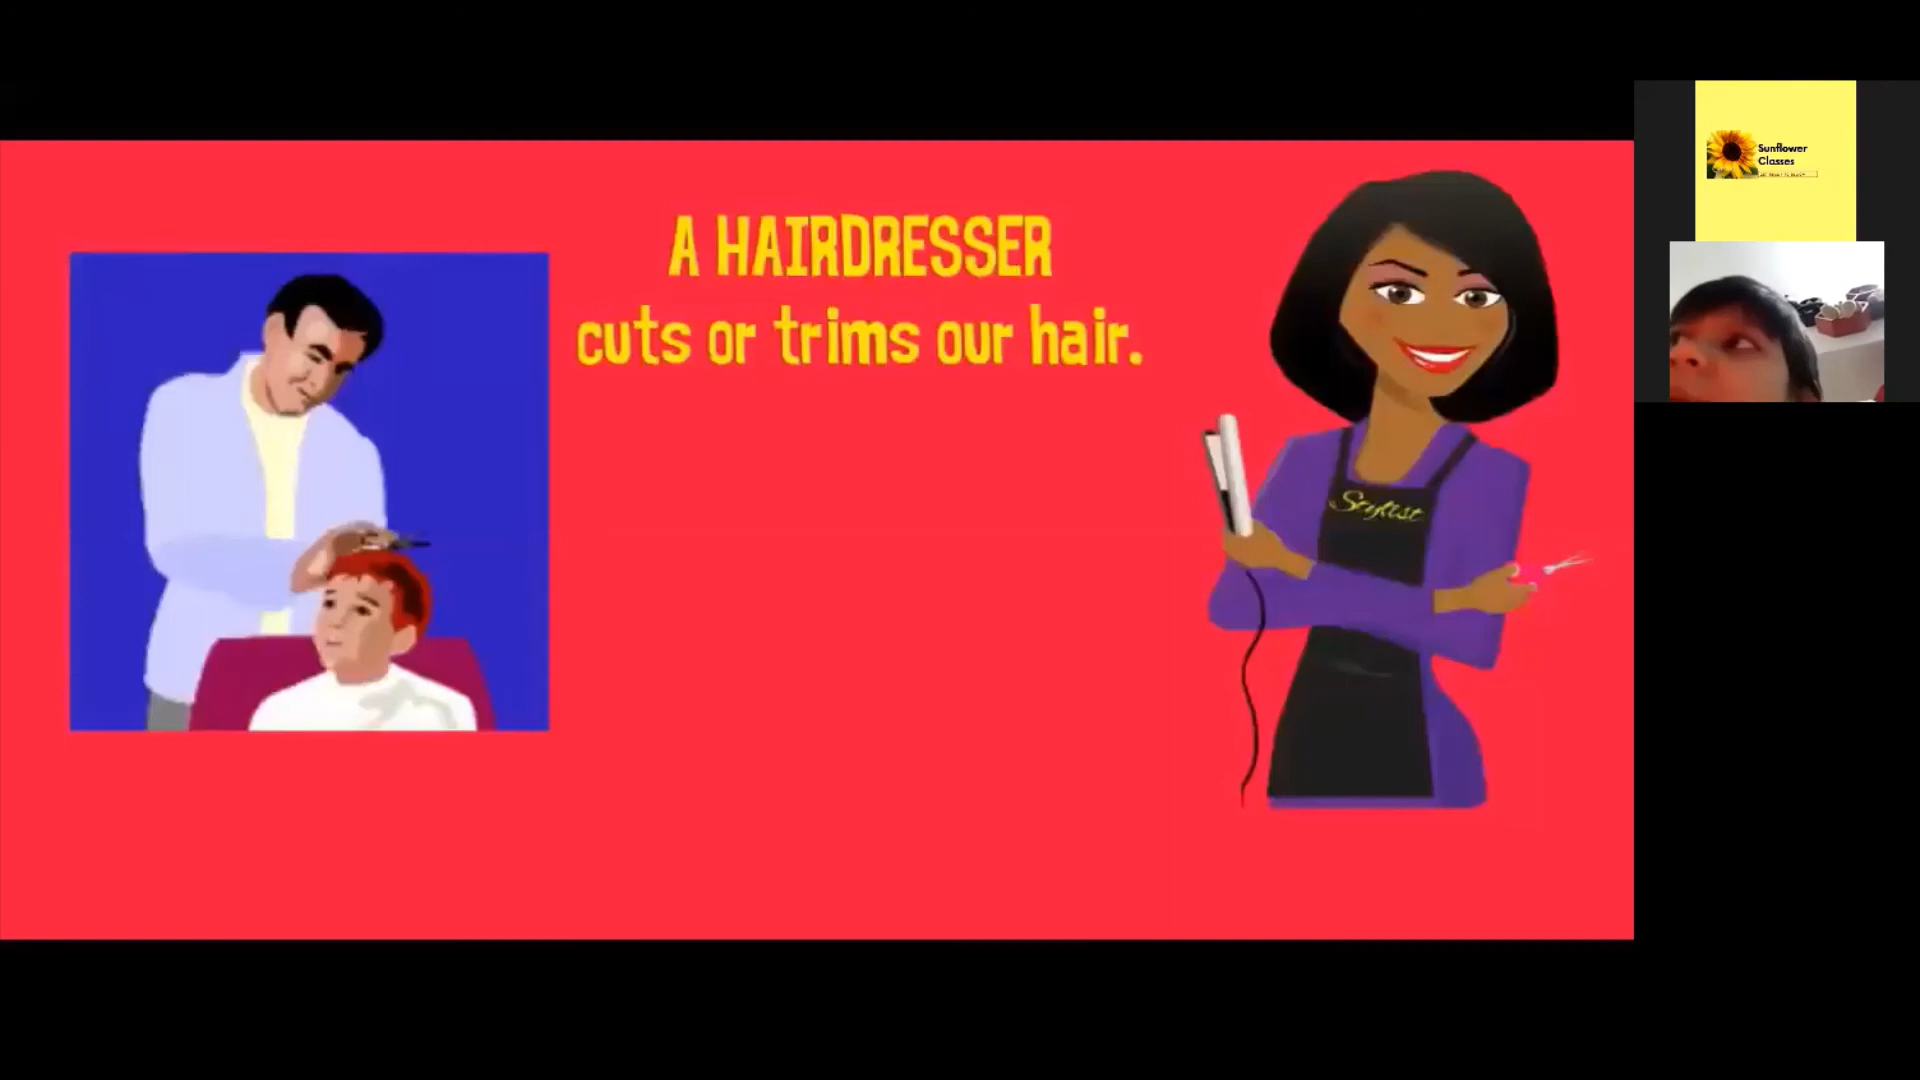 A HAIRDRESSER
cuts or trims our hair.
Stylist
Sunflower
Classes